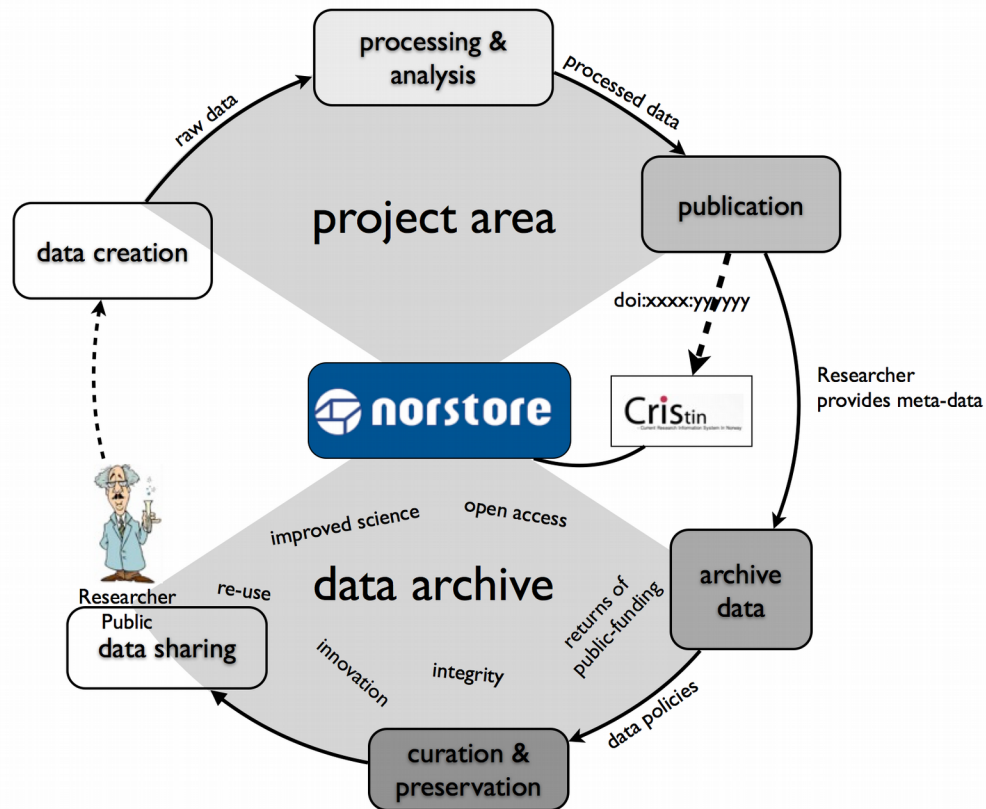 processing &
analysis
raw data
processed data
data creation
project area
publication
doi:xxxx:yyyyyy
norstore
CRIStin
- Current Research Information System In Norway
Researcher
provides meta-data
improved science
open access
archive
data
data archive
re-use
Researcher
Public
data sharing
returns of
public-funding
innovation
integrity
data policies
curation &
preservation